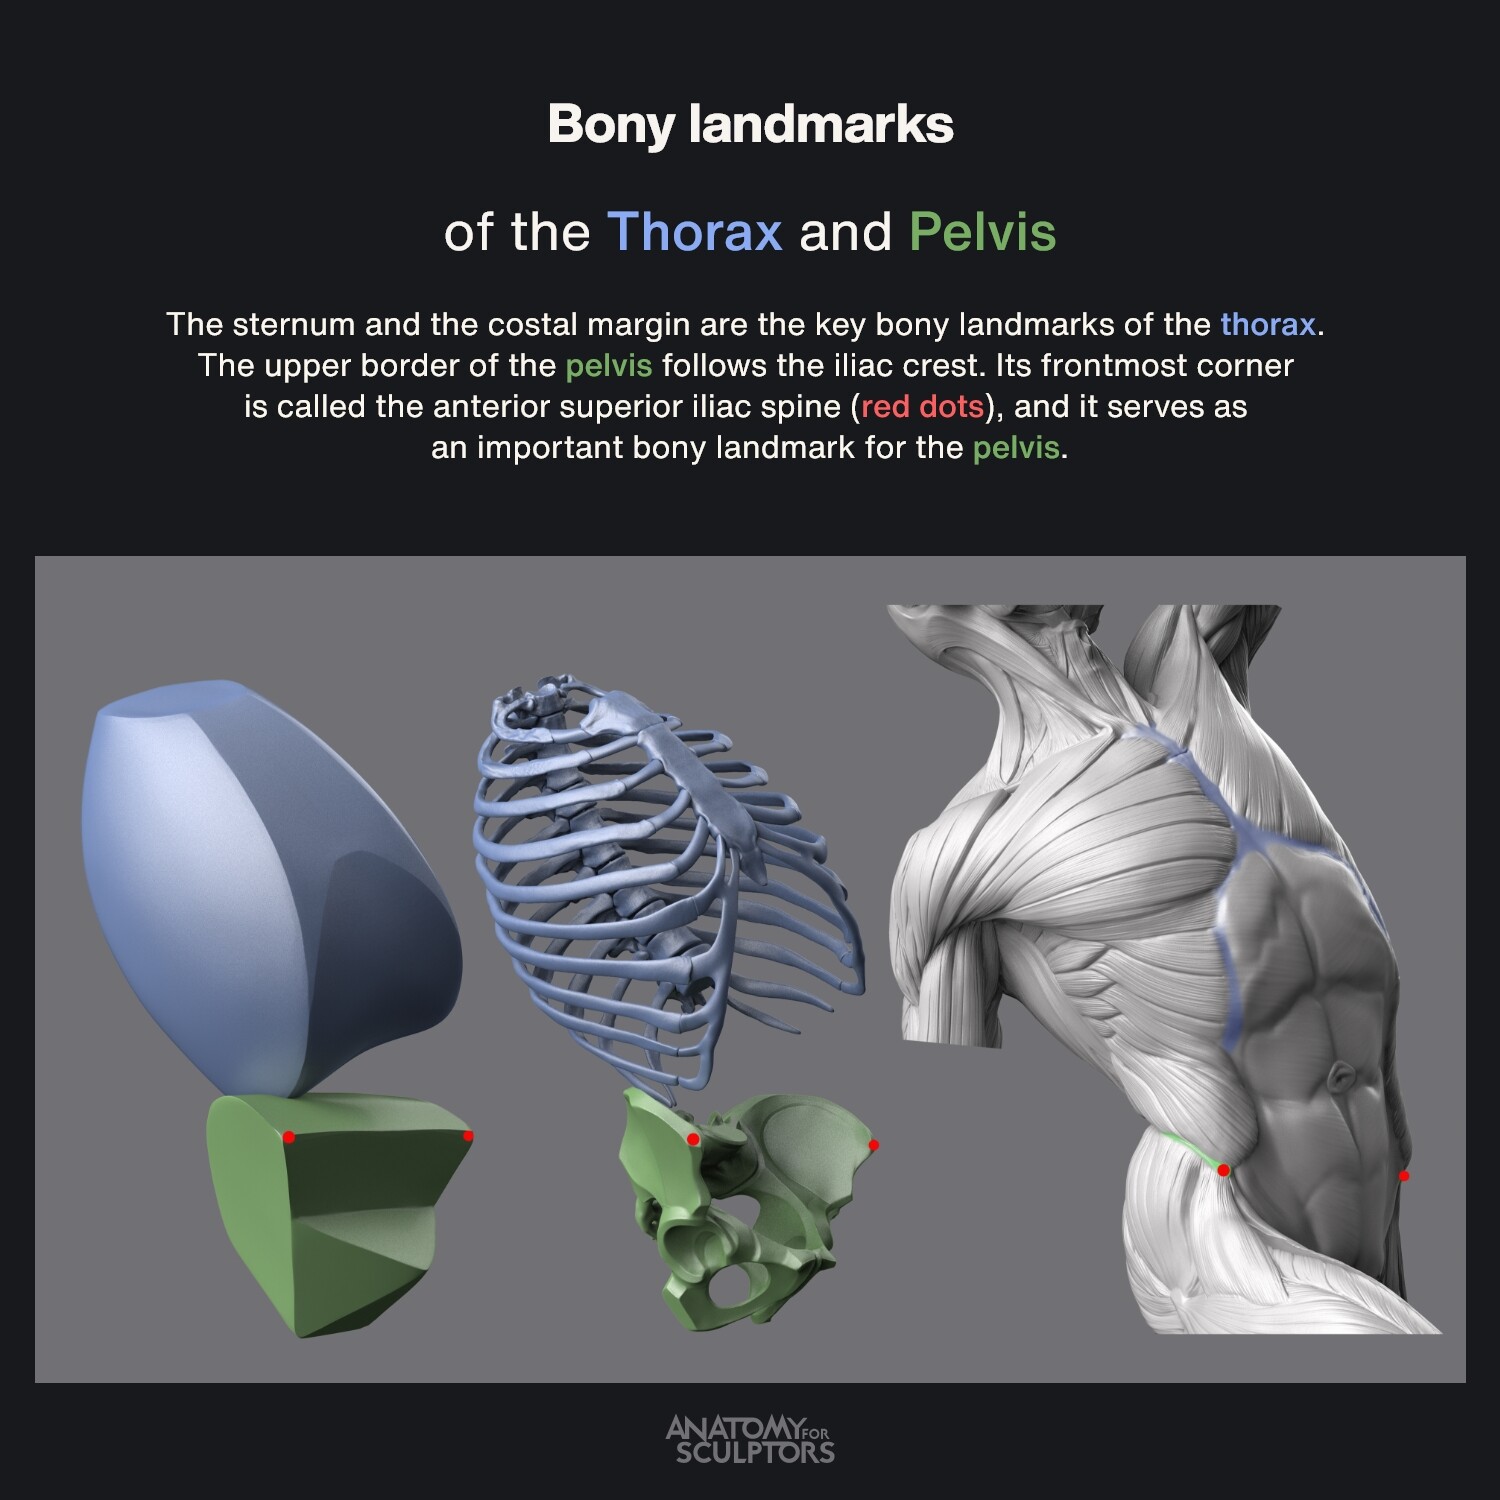 Bony landmarks
of the Thorax and Pelvis
The sternum and the costal margin are the key bony landmarks of the thorax.
The upper border of the pelvis follows the iliac crest. Its frontmost corner
is called the anterior superior iliac spine (red dots), and it serves as
an important bony landmark for the pelvis.
ANATOMY FOR
SCULPTORS